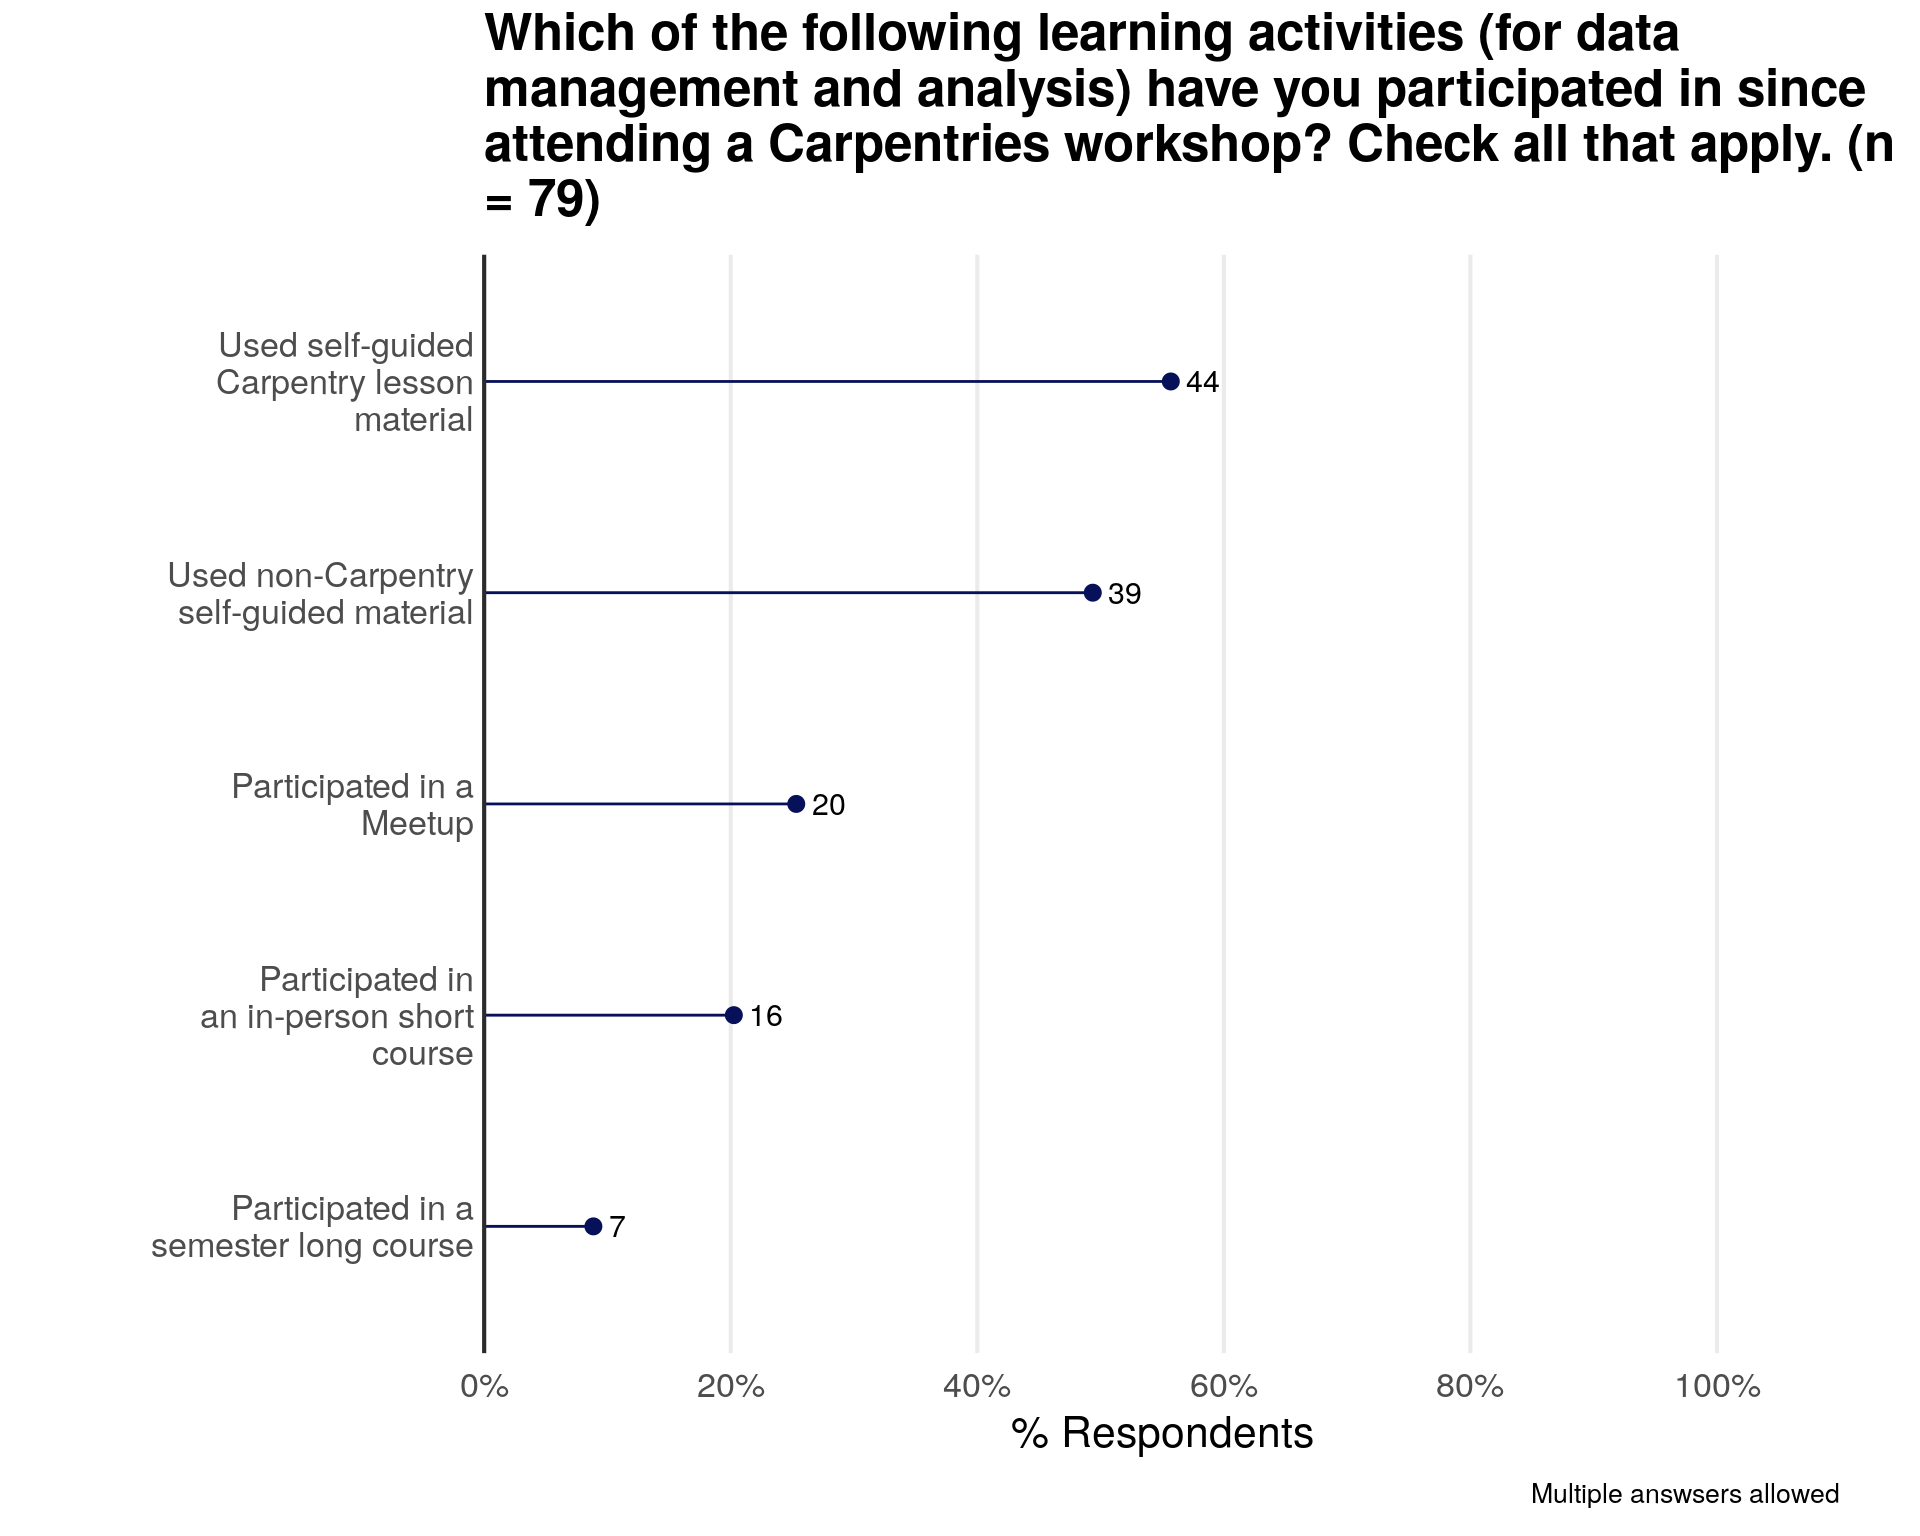 Which of the following learning activities (for data
management and analysis) have you participated in since
attending a Carpentries workshop? Check all that apply. (n
= 79)
Used self-guided
Carpentry lesson
material
44
Used non-Carpentry
self-guided material
39
Participated in a
Meetup
20
Participated in
an in-person short
course
16
Participated in a
semester long course
7
0%
20%
40%
60%
80%
100%
% Respondents
Multiple answsers allowed